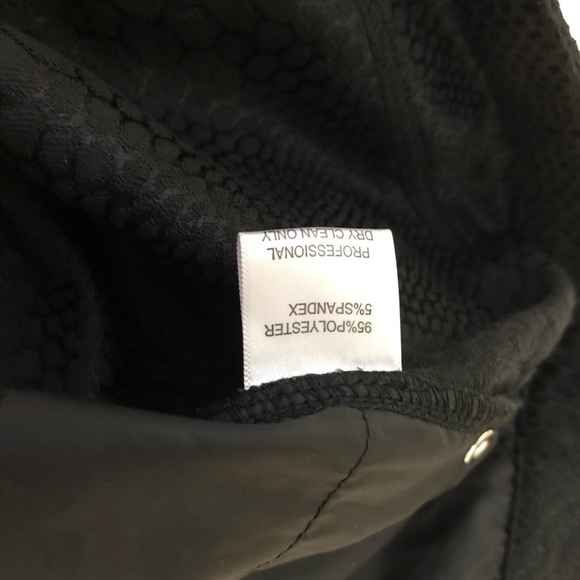 95%POLYESTER
5%SPANDEX
PROFESSIONAL
DRY CLEAN ONLY